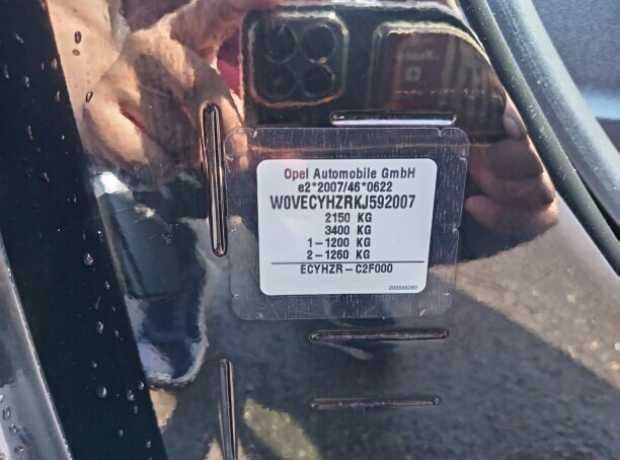 Opel Automobile GmbH
e2*2007/46*0622
W0VECYHZRKJ592007
2150 KG
3400 KG
1-1200 KG
2-1260 KG
ECYHZR-C2F000